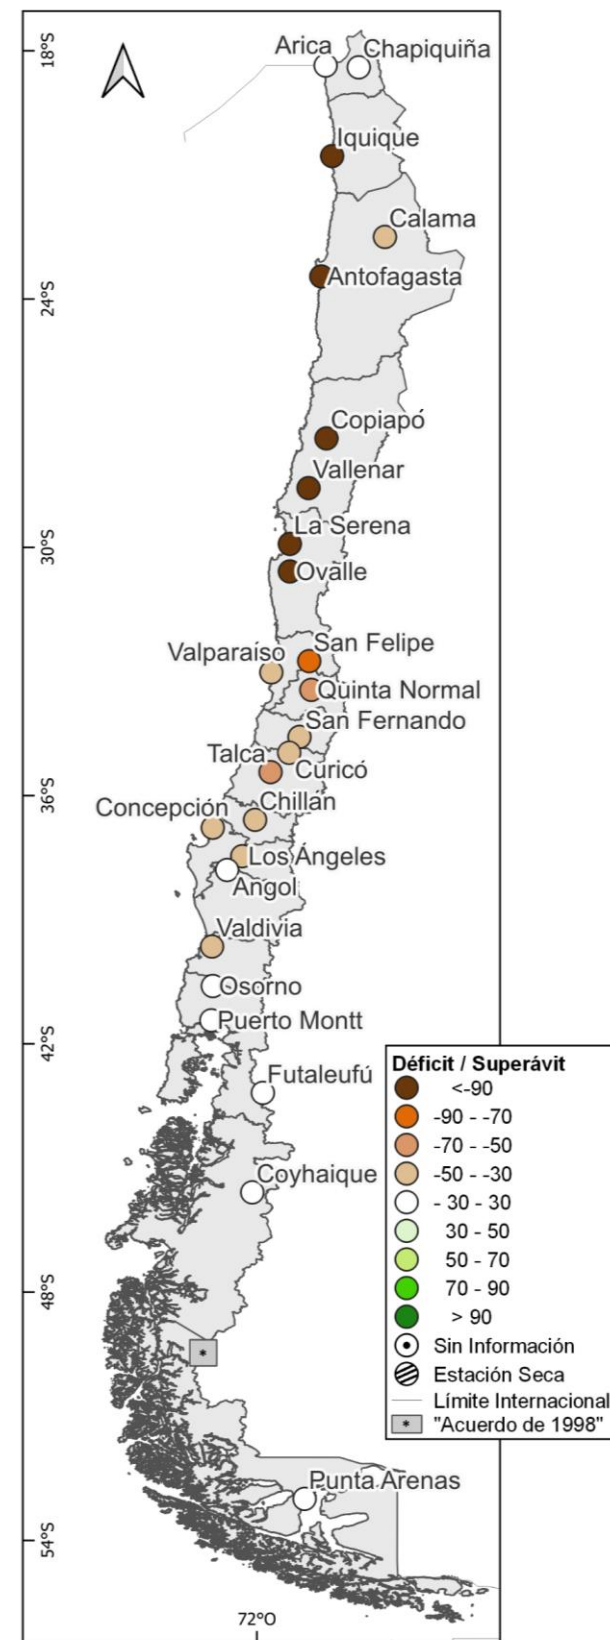 18°S
Arica
Chapiquiña
Iquique
Calama
Antofagasta
24°S
Copiapó
Vallenar
La Serena
30°S
Ovalle
San Felipe
Valparaíso
Quinta Normal
San Fernando
Talca
Curicó
36°S
Chillan
Concepción
Los Ángeles
Angol
Valdivia
Osorno
Puerto Montt
42°S
Futaleufú
Coyhaique
48°S
*
Punta Arenas
54°S
72°O
Déficit / Superávit
<-90
-90 - -70
-70 - -50
-50 - -30
- 30 - 30
30 - 50
50 - 70
70 - 90
> 90
Sin Información
Estación Seca
Límite Internacional
* "Acuerdo de 1998"